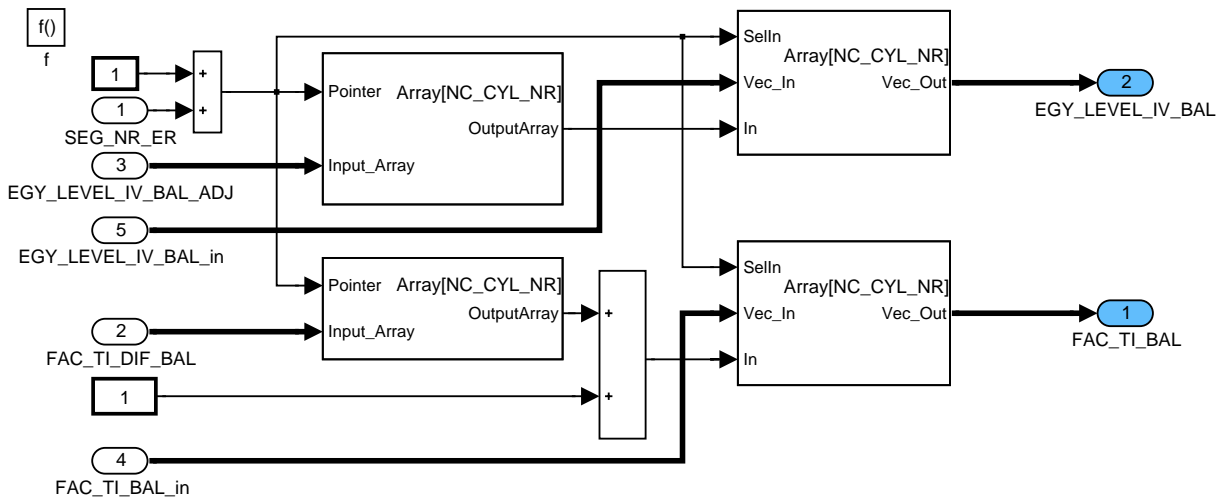 f()
f
1
+
+
1
SEG_NR_ER
3
EGY_LEVEL_IV_BAL_ADJ
5
EGY_LEVEL_IV_BAL_in
Pointer
Array[NC_CYL_NR]
OutputArray
Input_Array
SelIn
Array[NC_CYL_NR]
Vec_In
Vec_Out
In
2
EGY_LEVEL_IV_BAL
Pointer
Array[NC_CYL_NR]
OutputArray
Input_Array
2
FAC_TI_DIF_BAL
1
+
+
4
FAC_TI_BAL_in
SelIn
Array[NC_CYL_NR]
Vec_In
Vec_Out
In
1
FAC_TI_BAL